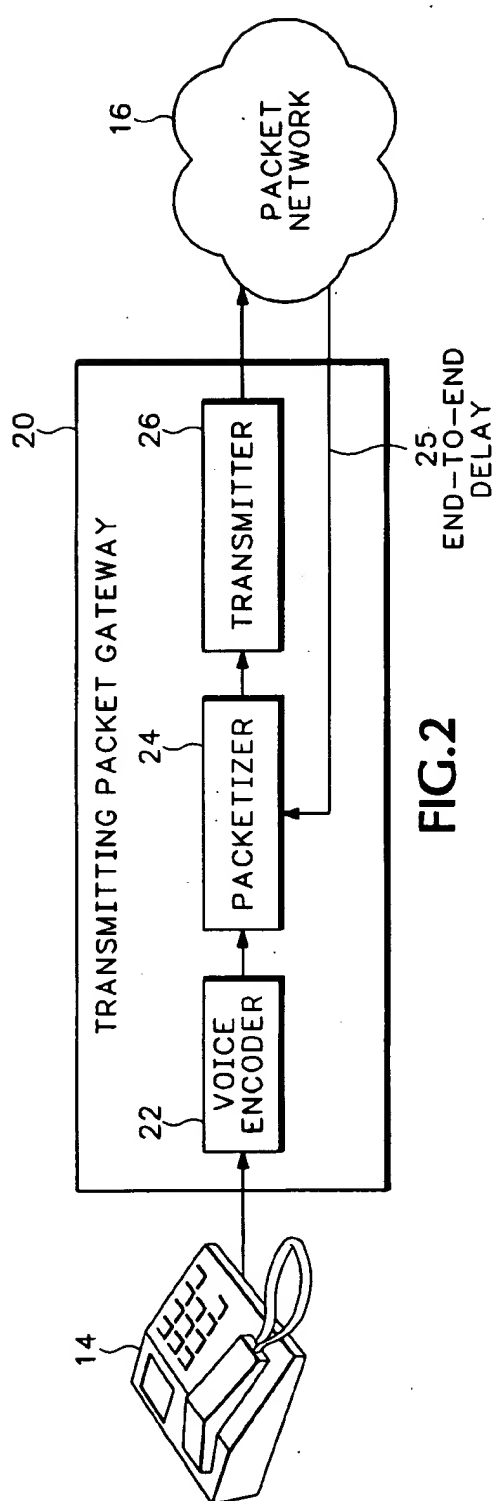 20
TRANSMITTING PACKET GATEWAY
14
22
VOICE
ENCODER
24
PACKETIZER
26
TRANSMITTER
16
PACKET
NETWORK
25
END-TO-END
DELAY
FIG.2